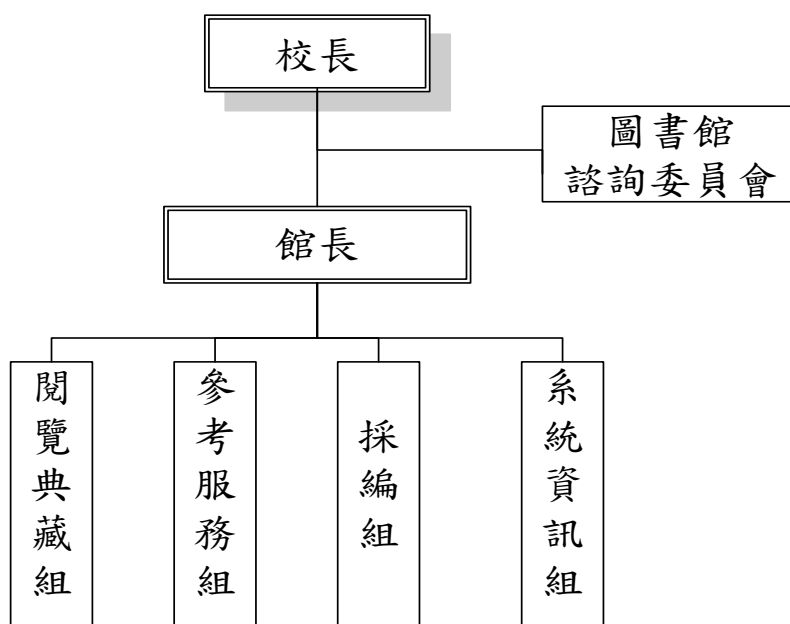 校長
圖書館
諮詢委員會
館長
閱覽典藏組
參考服務組
採編組
系統資訊組